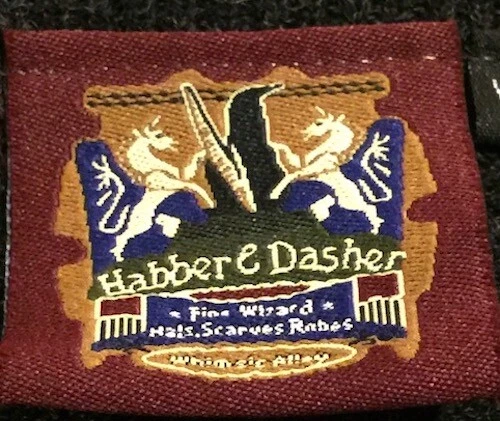 Habber & Dasher
* Fine Wizard *
Hats, Scarves, Robes
Whimsic Alley